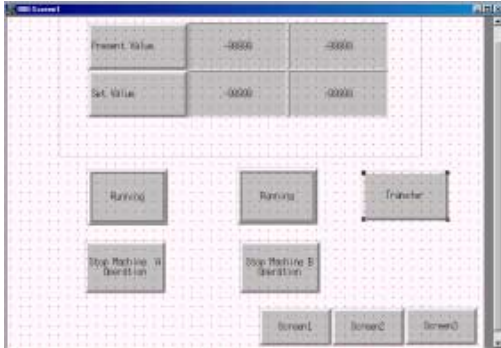 Screen1
Present Value
-99999 -99999
Set Value
-99999 -99999
Running
Running
Transfer
Stop Machine A
Operation
Stop Machine B
Operation
Screen1
Screen2
Screen3